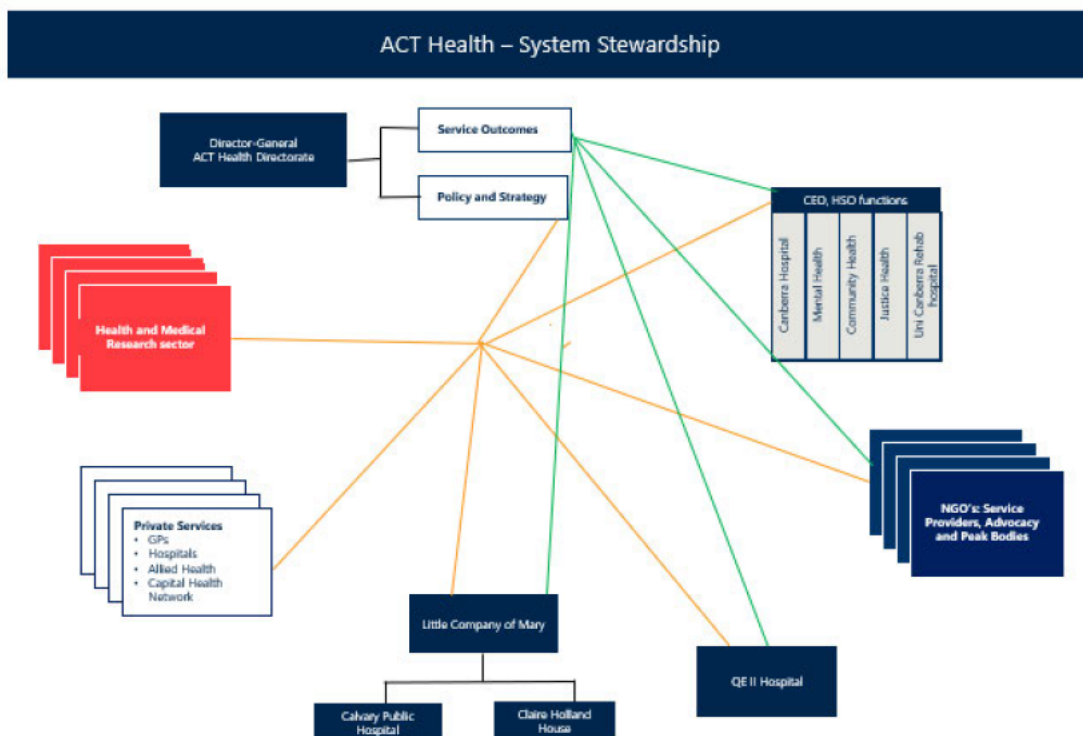 ACT Health – System Stewardship
Director-General
ACT Health Directorate
Service Outcomes
Policy and Strategy
CEO, HSO functions
Canberra Hospital
Mental Health
Community Health
Justice Health
Uni Canberra Rehab
hospital
Health and Medical
Research sector
Private Services
• GPs
• Hospitals
• Allied Health
• Capital Health
Network
NGO's: Service
Providers, Advocacy
and Peak Bodies
Little Company of Mary
QE II Hospital
Calvary Public
Hospital
Claire Holland
House